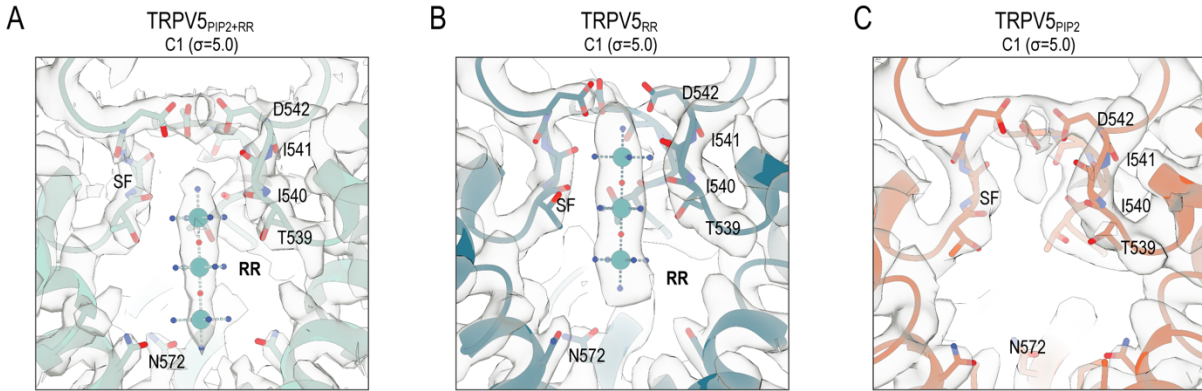 A
TRPV5PIP2+RR
C1 (σ=5.0)
D542
I541
SF
I540
T539
RR
N572
B
TRPV5RR
C1 (σ=5.0)
D542
I541
I540
SF
T539
RR
N572
C
TRPV5PIP2
C1 (σ=5.0)
D542
I541
SF
I540
T539
N572